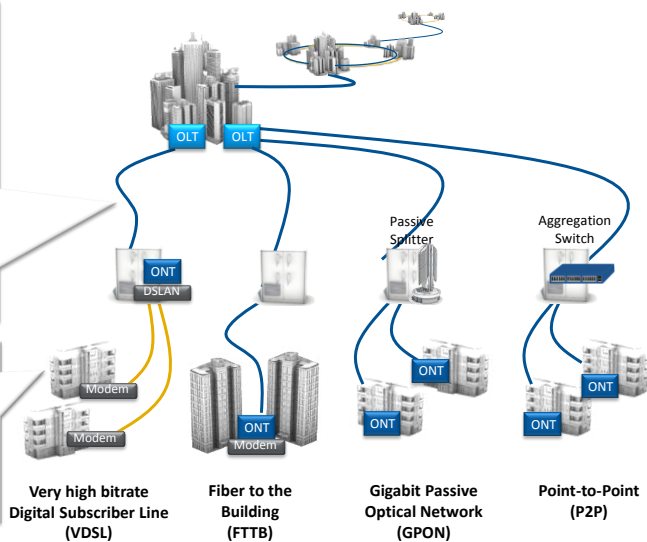 OLT
OLT
Passive
Splitter
Aggregation
Switch
ONT
DSLAN
Modem
Modem
ONT
Modem
ONT
ONT
ONT
ONT
Very high bitrate
Digital Subscriber Line
(VDSL)
Fiber to the
Building
(FTTB)
Gigabit Passive
Optical Network
(GPON)
Point-to-Point
(P2P)